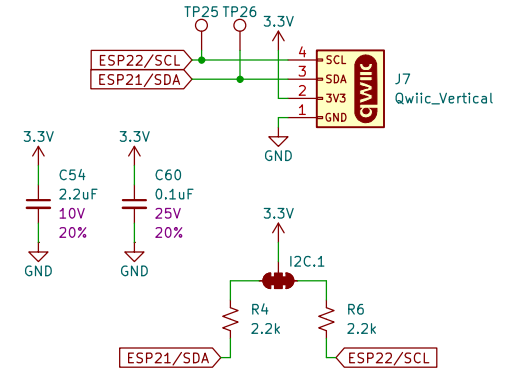 TP25 TP26
3.3V
ESP22/SCL
ESP21/SDA
4 SCL
3 SDA
2 3V3
1 GND
qwiic
J7
Qwiic_Vertical
GND
3.3V
C54
2.2uF
10V
20%
GND
3.3V
C60
0.1uF
25V
20%
GND
3.3V
I2C.1
R4
2.2k
R6
2.2k
ESP21/SDA
ESP22/SCL